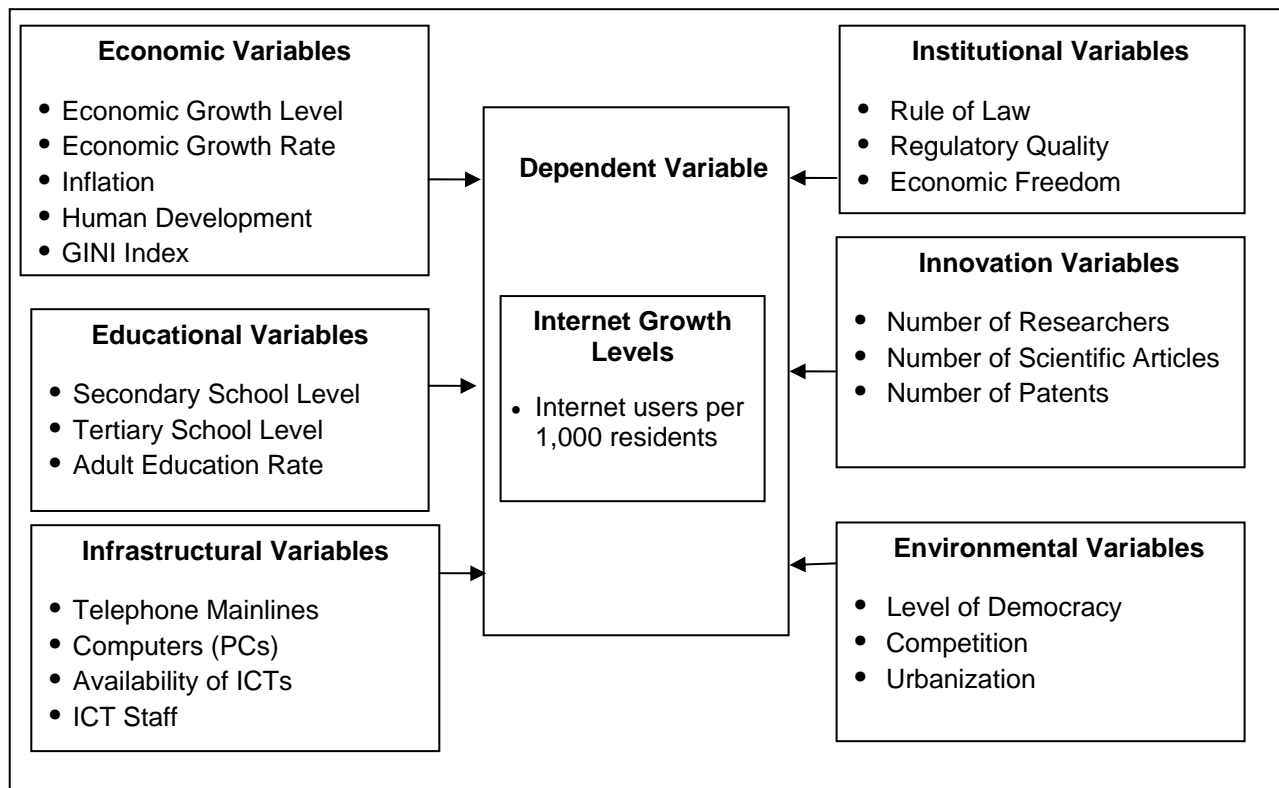 Economic Variables
• Economic Growth Level
• Economic Growth Rate
• Inflation
• Human Development
• GINI Index
Educational Variables
• Secondary School Level
• Tertiary School Level
• Adult Education Rate
Infrastructural Variables
• Telephone Mainlines
• Computers (PCs)
• Availability of ICTs
• ICT Staff
Dependent Variable
Internet Growth
Levels
• Internet users per
1,000 residents
Institutional Variables
• Rule of Law
• Regulatory Quality
• Economic Freedom
Innovation Variables
• Number of Researchers
• Number of Scientific Articles
• Number of Patents
Environmental Variables
• Level of Democracy
• Competition
• Urbanization